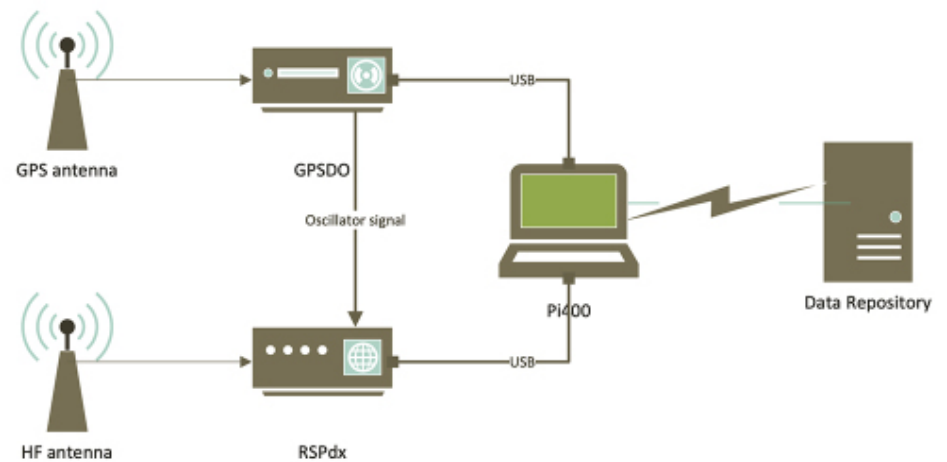 USB
GPS antenna
GPSDO
Oscillator signal
Pi400
Data Repository
USB
HF antenna
RSPdx